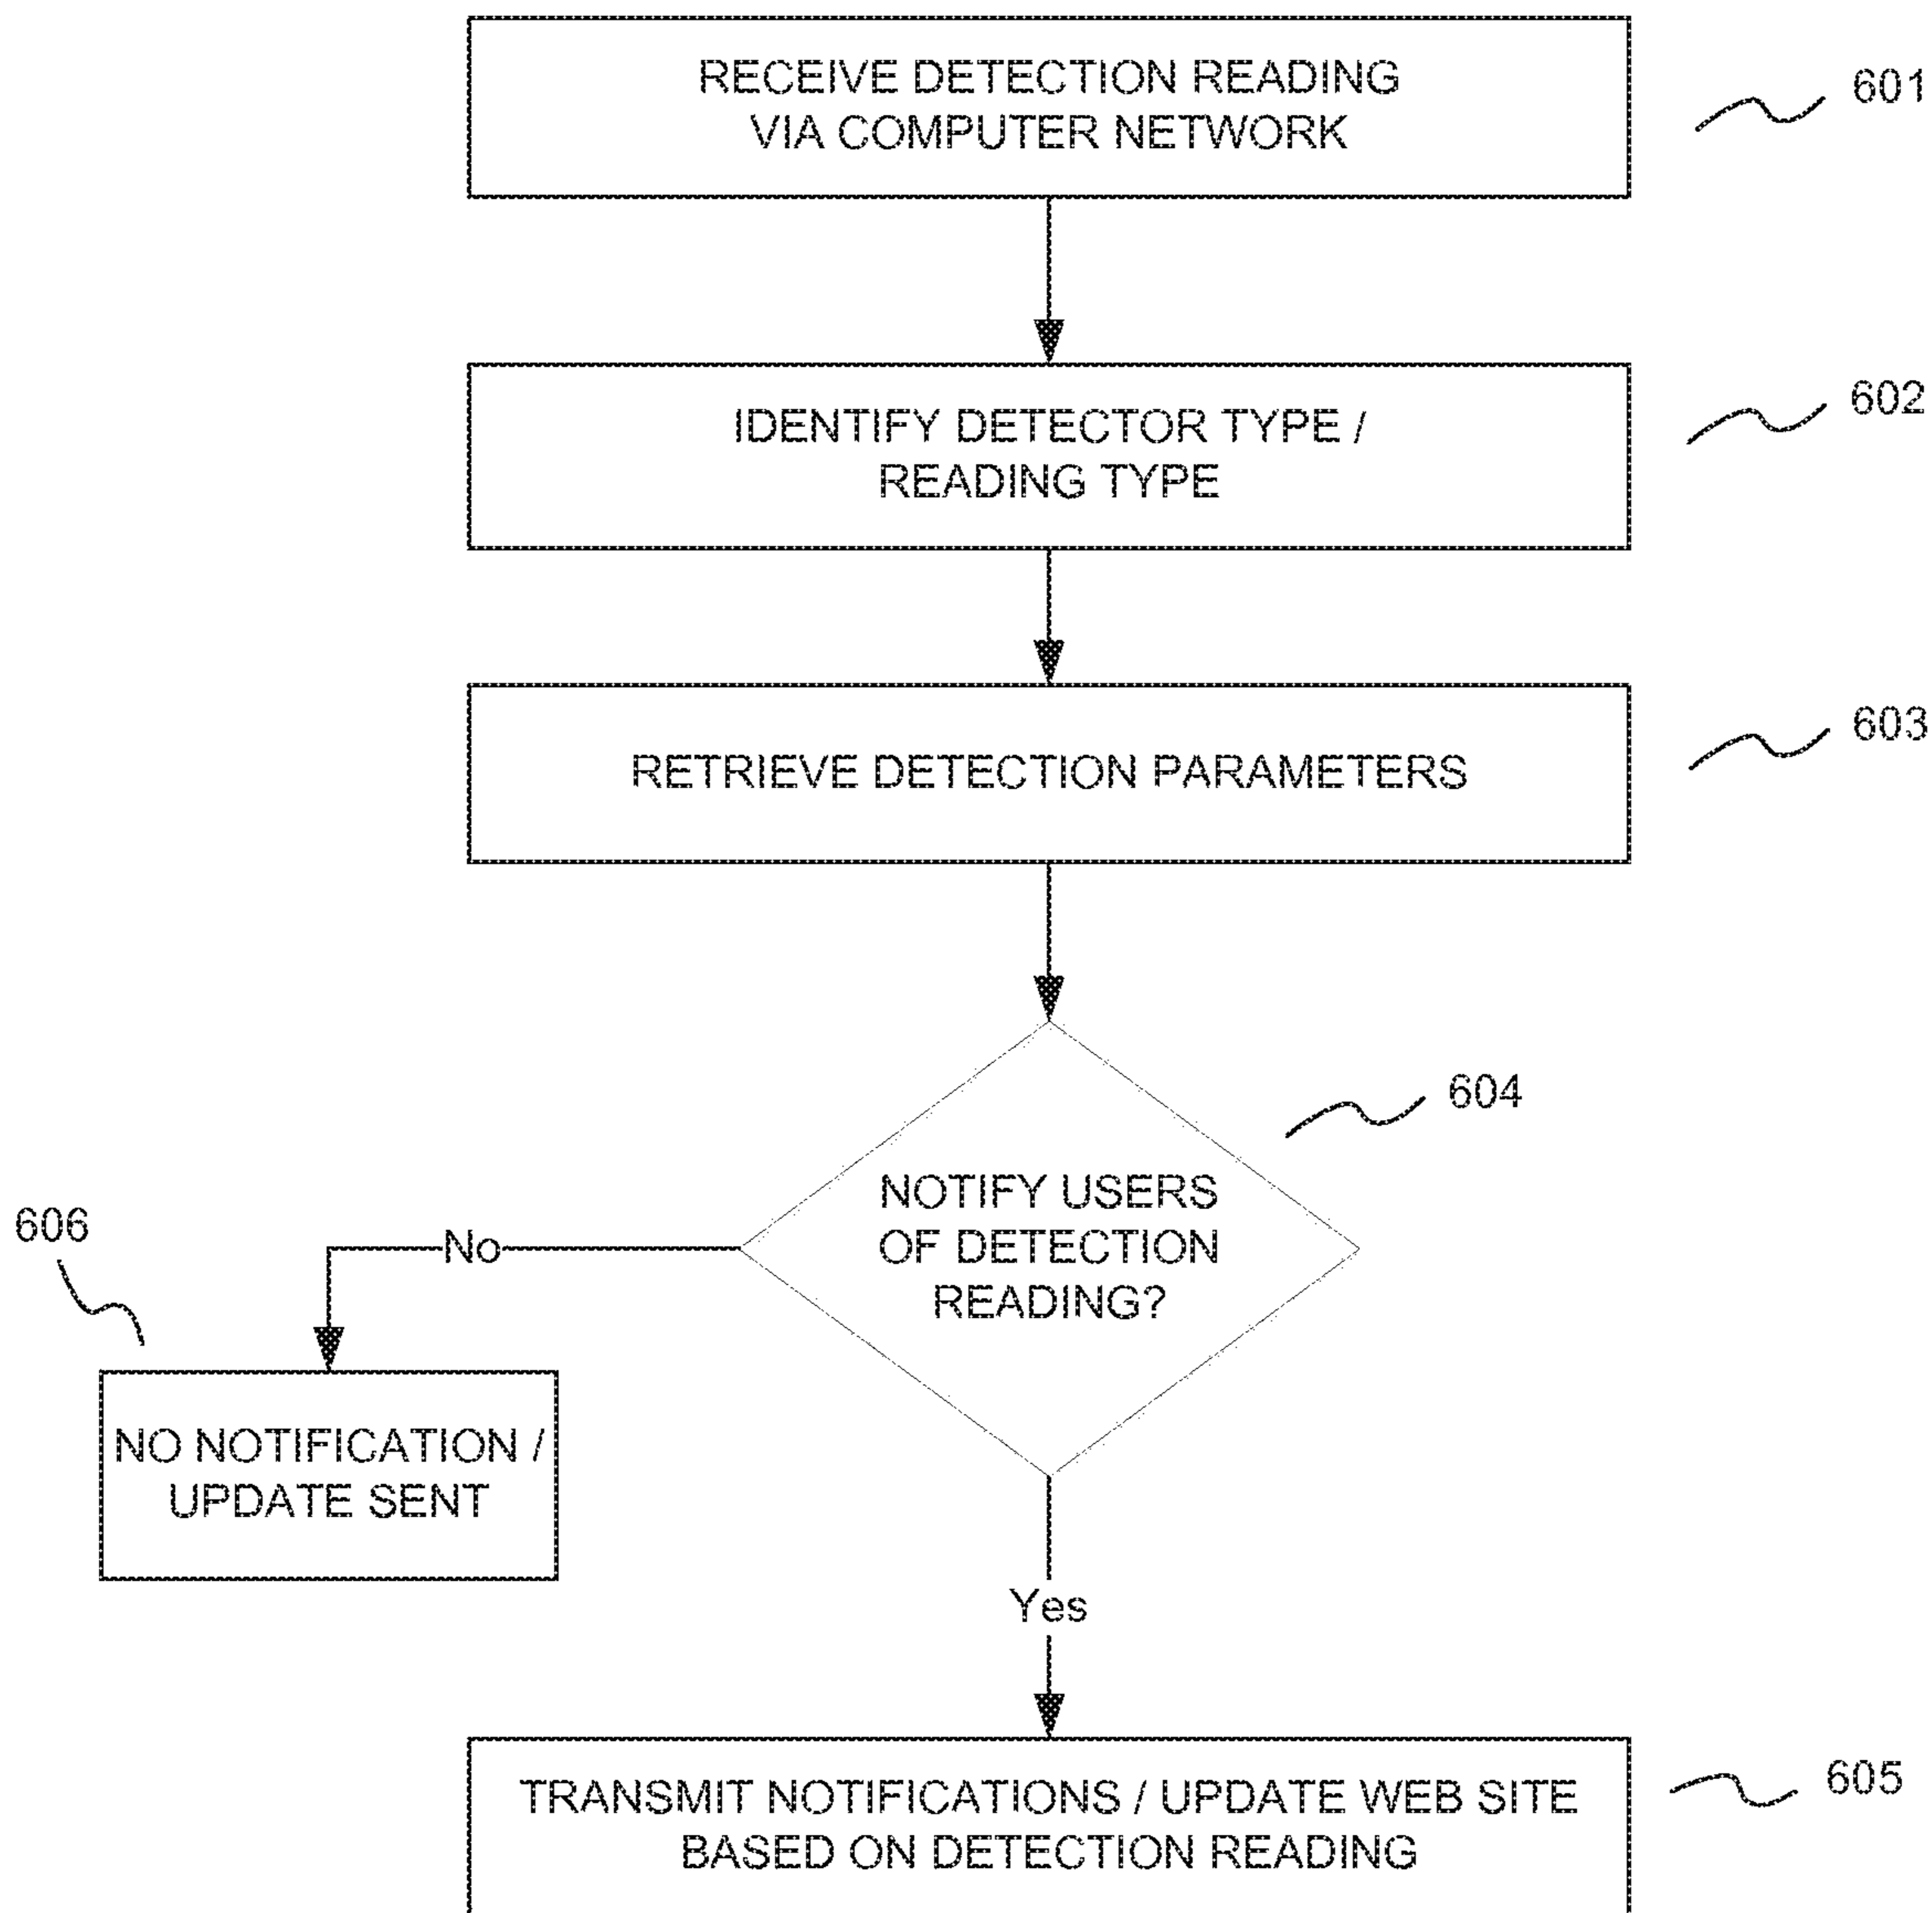 RECEIVE DETECTION READING
VIA COMPUTER NETWORK
601
IDENTIFY DETECTOR TYPE /
READING TYPE
602
RETRIEVE DETECTION PARAMETERS
603
604
NOTIFY USERS
OF DETECTION
READING?
606
No
NO NOTIFICATION /
UPDATE SENT
Yes
TRANSMIT NOTIFICATIONS / UPDATE WEB SITE
BASED ON DETECTION READING
605